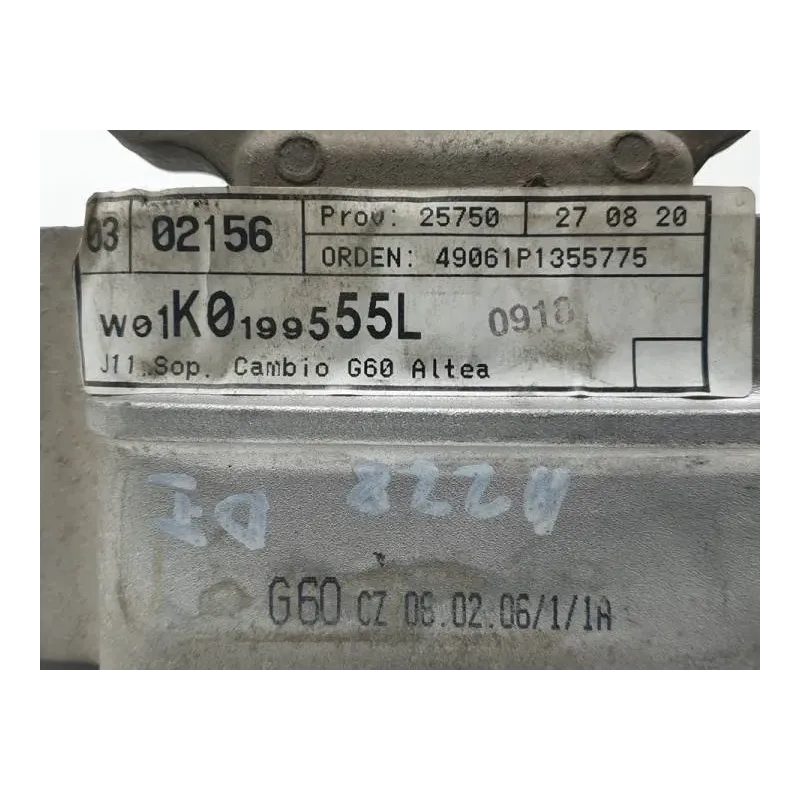 03 02156 Prov: 25750 27 08 20
ORDEN: 49061P1355775
W01K0199555L 0910
J11 Sop. Cambio G60 Altea
G60 CZ 08.02.06/1/1A